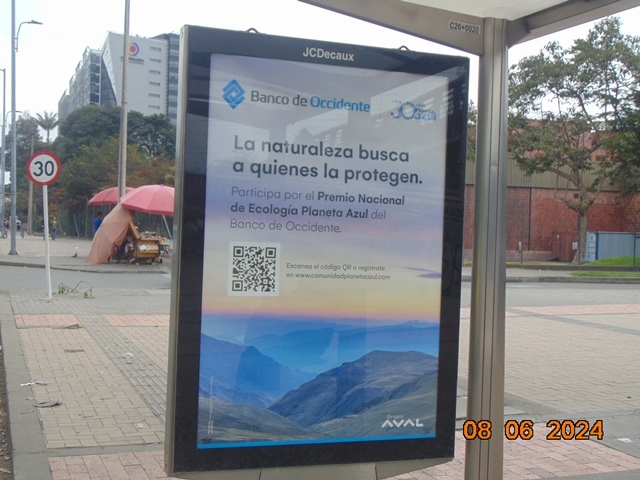 C26+0020
JCDecaux
Banco de Occidente
30
La naturaleza busca
a quienes la protegen.
Participa por el Premio Nacional
de Ecología Planeta Azul del
Banco de Occidente.
Escanea el código QR o regístrate
en www.comunidadplanetaazul.com
30
Grupo
AVAL
08 06 2024